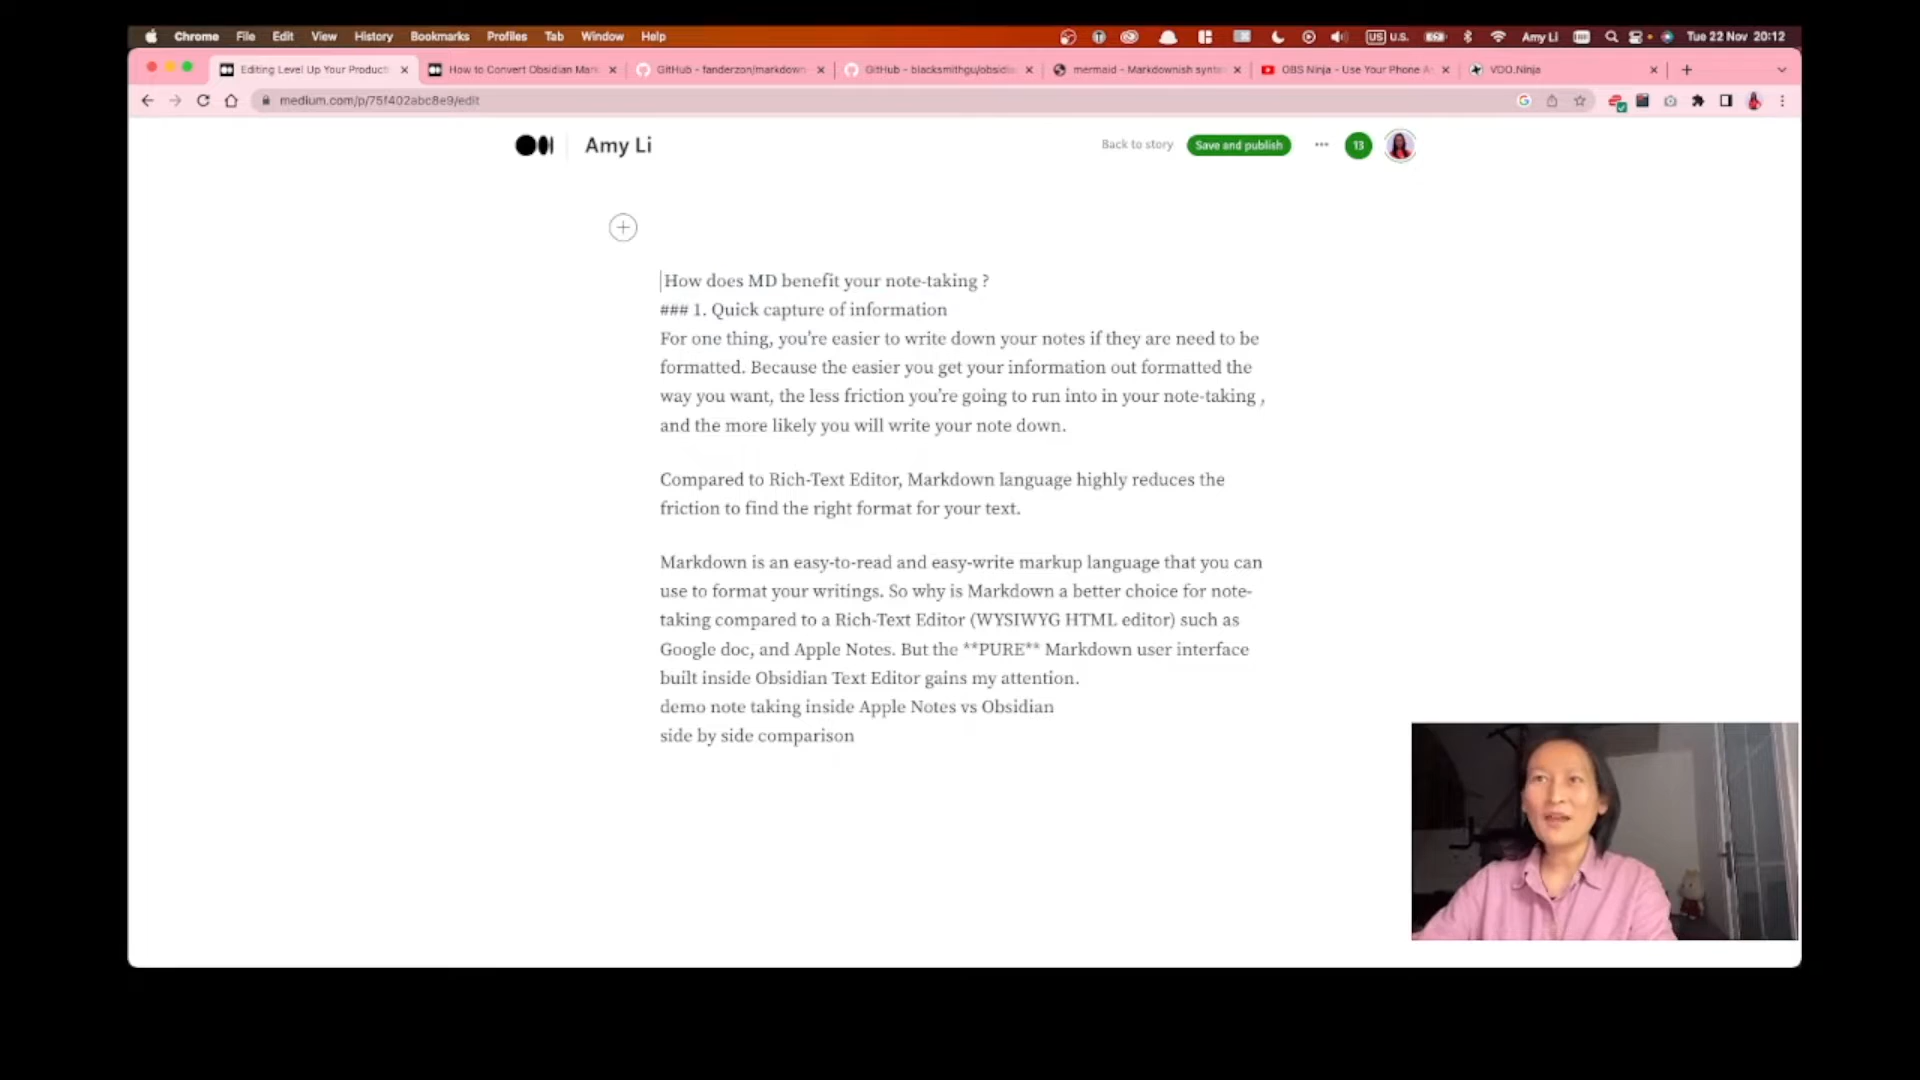 Chrome File Edit View History Bookmarks Profiles Tab Window Help US U.S. Amy Li Tue 22 Nov 20:12
Editing Level Up Your Product How to Convert Obsidian Mark GitHub - fanderzon/markdown GitHub - blacksmithgu/obsidia mermaid - Markdownish synta OBS Ninja - Use Your Phone A VDO.Ninja
medium.com/p/75f402abc8e9/edit
Amy Li Back to story Save and publish 13
How does MD benefit your note-taking ?
### 1. Quick capture of information
For one thing, you’re easier to write down your notes if they are need to be
formatted. Because the easier you get your information out formatted the
way you want, the less friction you’re going to run into in your note-taking ,
and the more likely you will write your note down.
Compared to Rich-Text Editor, Markdown language highly reduces the
friction to find the right format for your text.
Markdown is an easy-to-read and easy-write markup language that you can
use to format your writings. So why is Markdown a better choice for note-
taking compared to a Rich-Text Editor (WYSIWYG HTML editor) such as
Google doc, and Apple Notes. But the **PURE** Markdown user interface
built inside Obsidian Text Editor gains my attention.
demo note taking inside Apple Notes vs Obsidian
side by side comparison